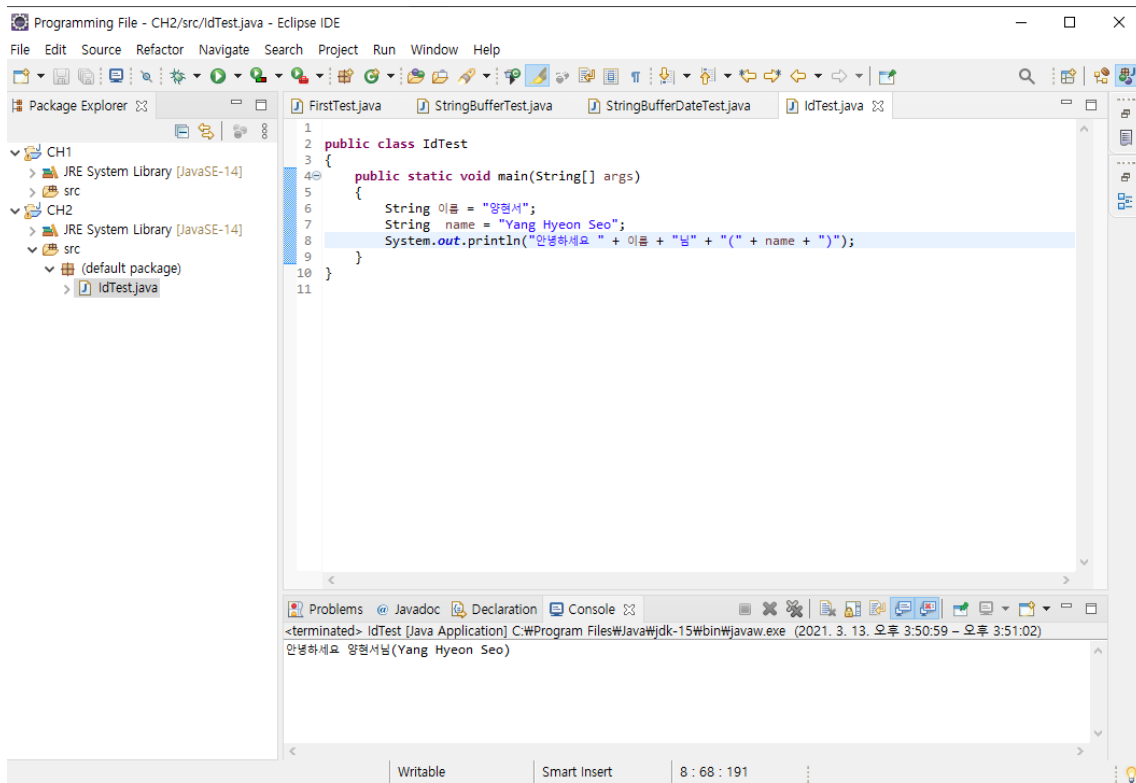 Programming File - CH2/src/IdTest.java - Eclipse IDE
File Edit Source Refactor Navigate Search Project Run Window Help
Package Explorer
FirstTest.java StringBufferTest.java StringBufferDateTest.java IdTest.java
CH1
JRE System Library [JavaSE-14]
src
CH2
JRE System Library [JavaSE-14]
src
(default package)
IdTest.java
1
2 public class IdTest
3 {
4 public static void main(String[] args)
5 {
6 String 이름 = "양현서";
7 String  name = "Yang Hyeon Seo";
8 System.out.println("안녕하세요 " + 이름 + "님" + "(" + name + ")");
9 }
10 }
11
Problems @ Javadoc Declaration Console
<terminated> IdTest [Java Application] C:₩Program Files₩Java₩jdk-15₩bin₩javaw.exe (2021. 3. 13. 오후 3:50:59 – 오후 3:51:02)
안녕하세요 양현서님(Yang Hyeon Seo)
Writable Smart Insert 8 : 68 : 191